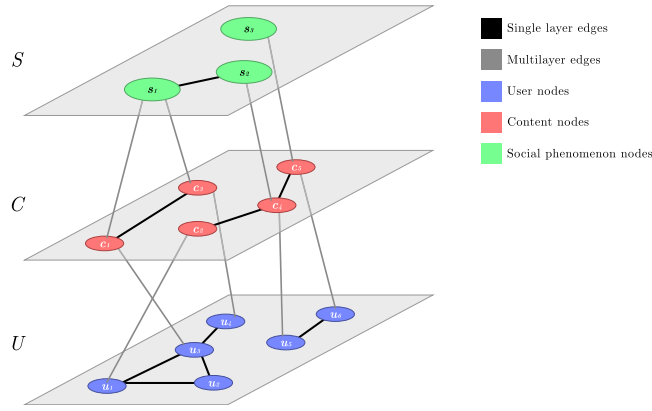 S
s₃
s₂
s₁
Single layer edges
Multilayer edges
User nodes
Content nodes
Social phenomenon nodes
C
c₅
c₃
c₄
c₂
c₁
U
u₄
u₆
u₃
u₅
u₁
u₂